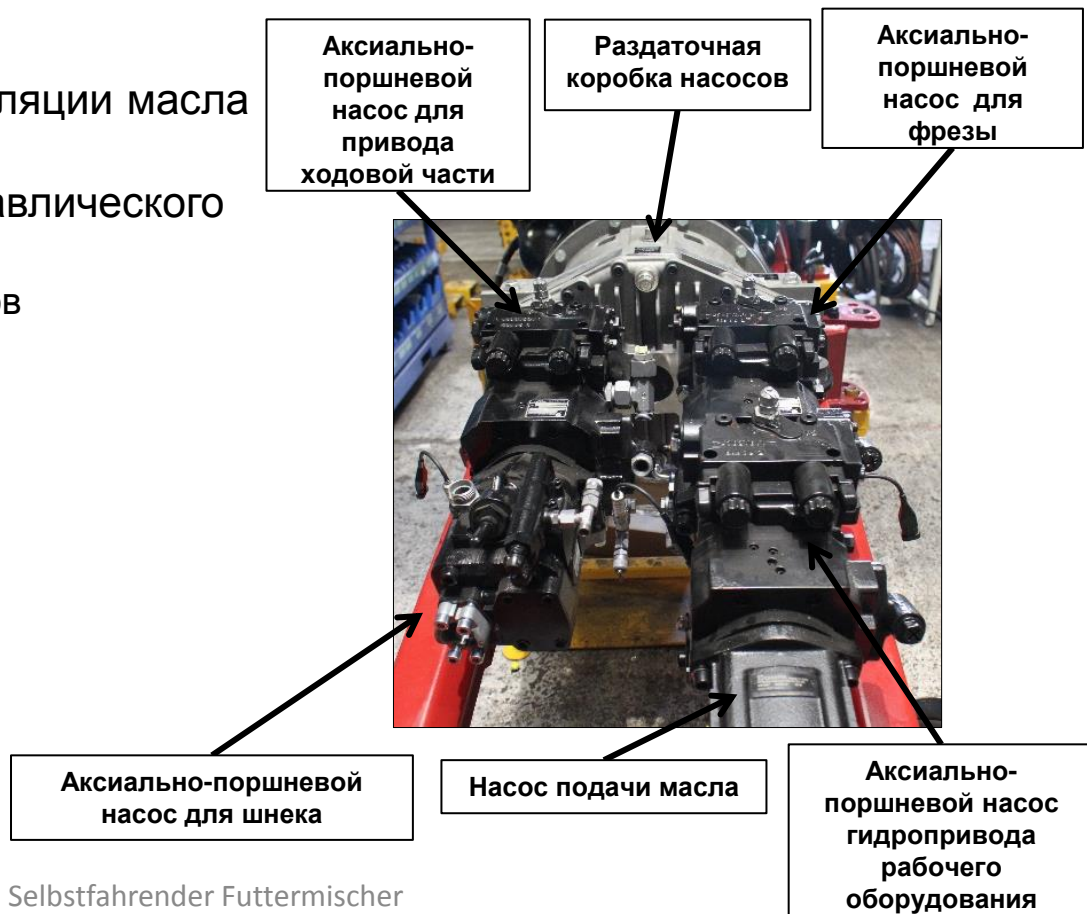 ляции масла
авлического
ов
Аксиально-
поршневой
насос для
привода
ходовой части
Раздаточная
коробка насосов
Аксиально-
поршневой
насос для
фрезы
Аксиально-поршневой
насос для шнека
Насос подачи масла
Аксиально-
поршневой насос
гидропривода
рабочего
оборудования
Selbstfahrender Futtermischer